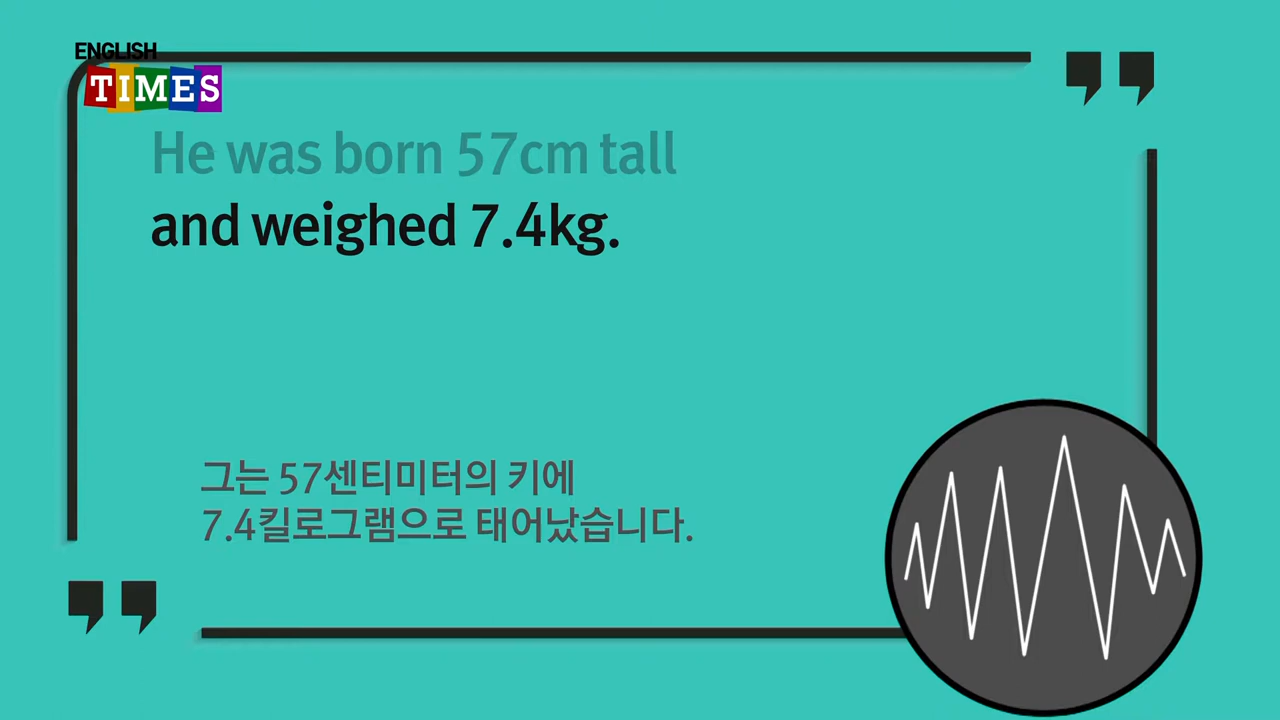 ENGLISH
TIMES
He was born 57cm tall
and weighed 7.4kg.
그는 57센티미터의 키에
7.4킬로그램으로 태어났습니다.